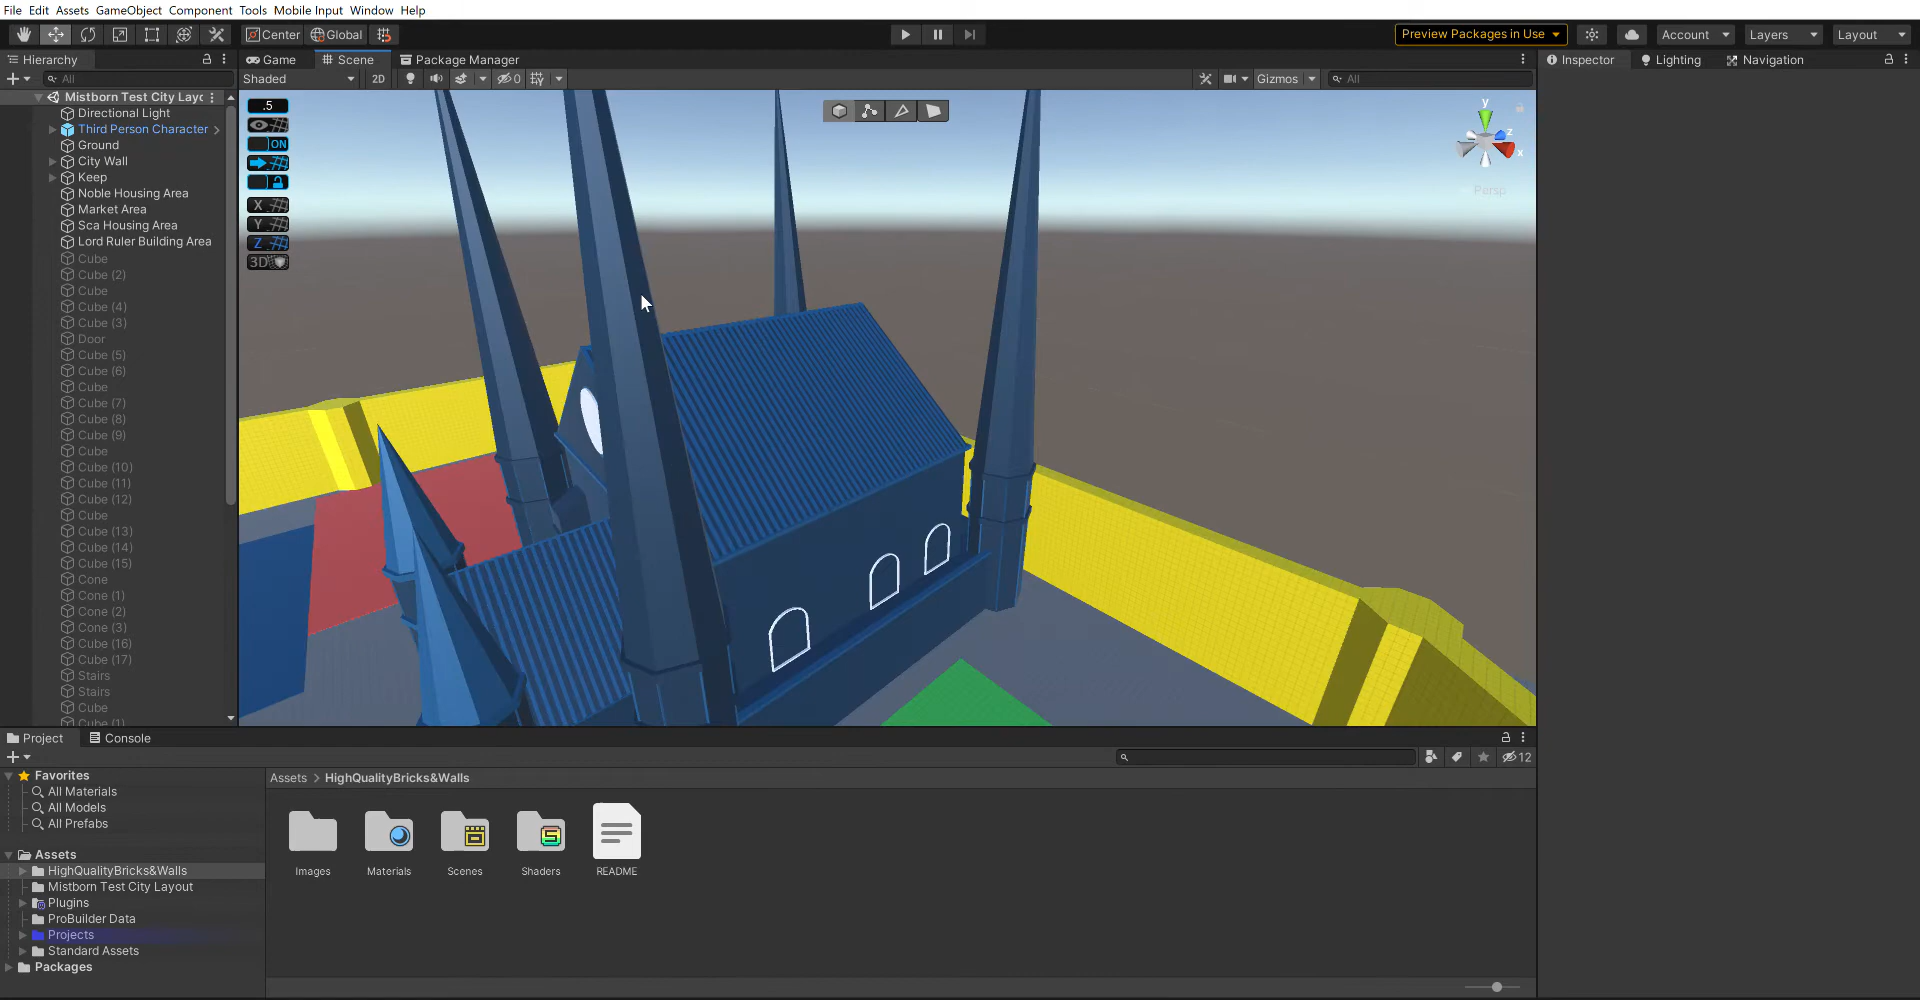 File Edit Assets GameObject Component Tools Mobile Input Window Help
Center Global Preview Packages in Use Account Layers Layout
Hierarchy Game Scene Package Manager Inspector Lighting Navigation
All Shaded 2D 0 Gizmos All
Mistborn Test City Layo
Directional Light
Third Person Character
Ground
City Wall
Keep
Noble Housing Area
Market Area
Sca Housing Area
Lord Ruler Building Area
Cube
Cube (2)
Cube
Cube (4)
Cube (3)
Door
Cube (5)
Cube (6)
Cube
Cube (7)
Cube (8)
Cube (9)
Cube
Cube (10)
Cube (11)
Cube (12)
Cube
Cube (13)
Cube (14)
Cube (15)
Cone
Cone (1)
Cone (2)
Cone (3)
Cube (16)
Cube (17)
Stairs
Stairs
Cube
Cube (1)
.5
ON
X
Y
Z
3D
y
z
x
Persp
Project Console
12
Favorites
All Materials
All Models
All Prefabs
Assets
HighQualityBricks&Walls
Mistborn Test City Layout
Plugins
ProBuilder Data
Projects
Standard Assets
Packages
Assets > HighQualityBricks&Walls
Images Materials Scenes Shaders README